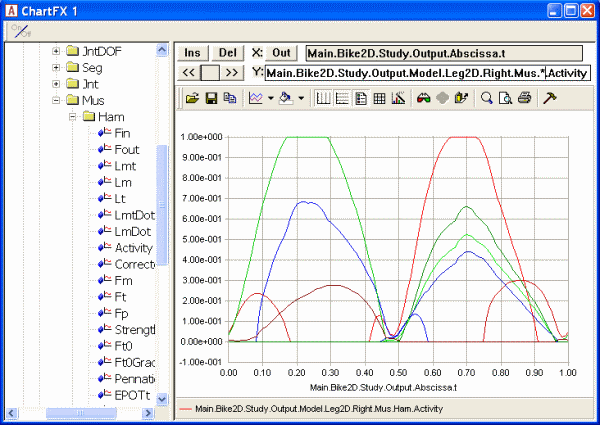 ChartFX 1
On/Off
JntDOF
Seg
Jnt
Mus
Ham
Fin
Fout
Lmt
Lm
Lt
LmtDot
LmDot
Activity
Correcte
Fm
Ft
Fp
Strength
Ft0
Ft0Grad
Pennatio
EPOTt
Ins Del X: Out Main.Bike2D.Study.Output.Abscissa.t
<< >> Y: Main.Bike2D.Study.Output.Model.Leg2D.Right.Mus.*.Activity
1.00e+000
9.00e-001
8.00e-001
7.00e-001
6.00e-001
5.00e-001
4.00e-001
3.00e-001
2.00e-001
1.00e-001
0.00e+000
-1.00e-001
0.00 0.10 0.20 0.30 0.40 0.50 0.60 0.70 0.80 0.90 1.00
Main.Bike2D.Study.Output.Abscissa.t
Main.Bike2D.Study.Output.Model.Leg2D.Right.Mus.Ham.Activity